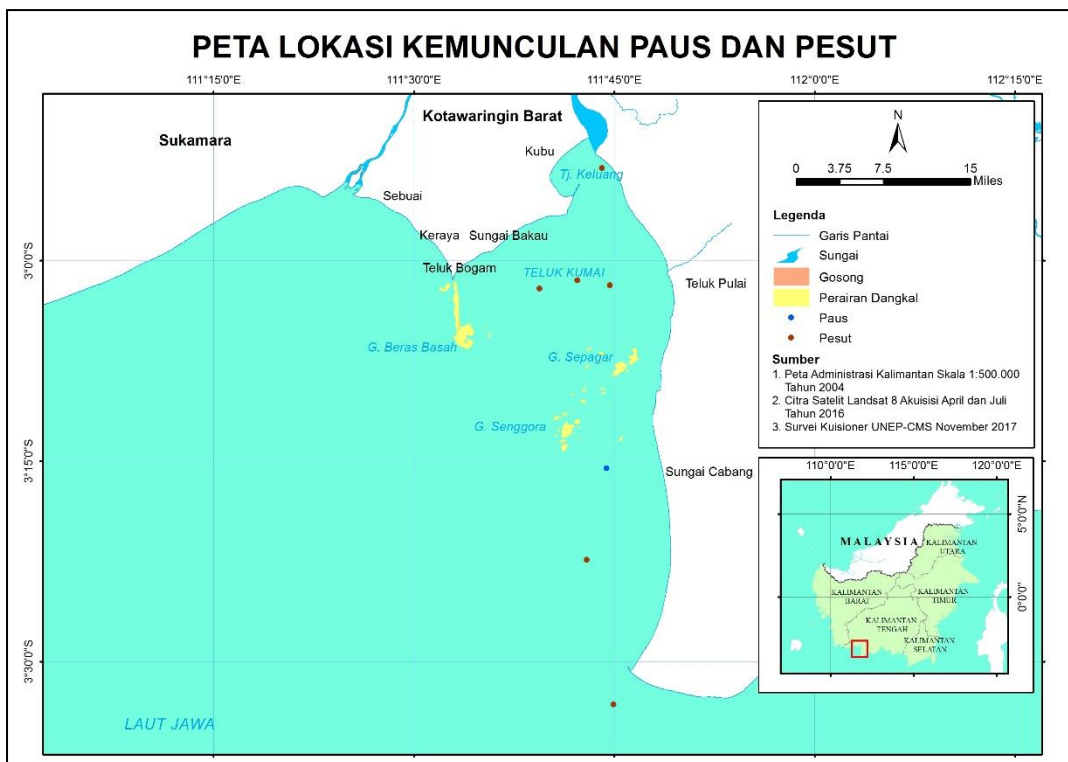 PETA LOKASI KEMUNCULAN PAUS DAN PESUT
111°15'0"E
111°30'0"E
111°45'0"E
112°0'0"E
112°15'0"E
Sukamara
Kotawaringin Barat
Kubu
Tj. Keluang
Sebuai
Keraya
Sungai Bakau
Teluk Bogam
TELUK KUMAI
Teluk Pulai
G. Beras Basah
G. Sepagar
G. Senggora
Sungai Cabang
LAUT JAWA
3°0'0"S
3°15'0"S
3°30'0"S
N
0 3.75 7.5 15
Miles
Legenda
Garis Pantai
Sungai
Gosong
Perairan Dangkal
Paus
Pesut
Sumber
1. Peta Administrasi Kalimantan Skala 1:500.000
Tahun 2004
2. Citra Satelit Landsat 8 Akuisisi April dan Juli
Tahun 2016
3. Survei Kuisioner UNEP-CMS November 2017
110°0'0"E
115°0'0"E
120°0'0"E
5°0'0"N
0°0'0"
MALAYSIA
KALIMANTAN
UTARA
KALIMANTAN
BARAT
KALIMANTAN
TIMUR
KALIMANTAN
TENGAH
KALIMANTAN
SELATAN